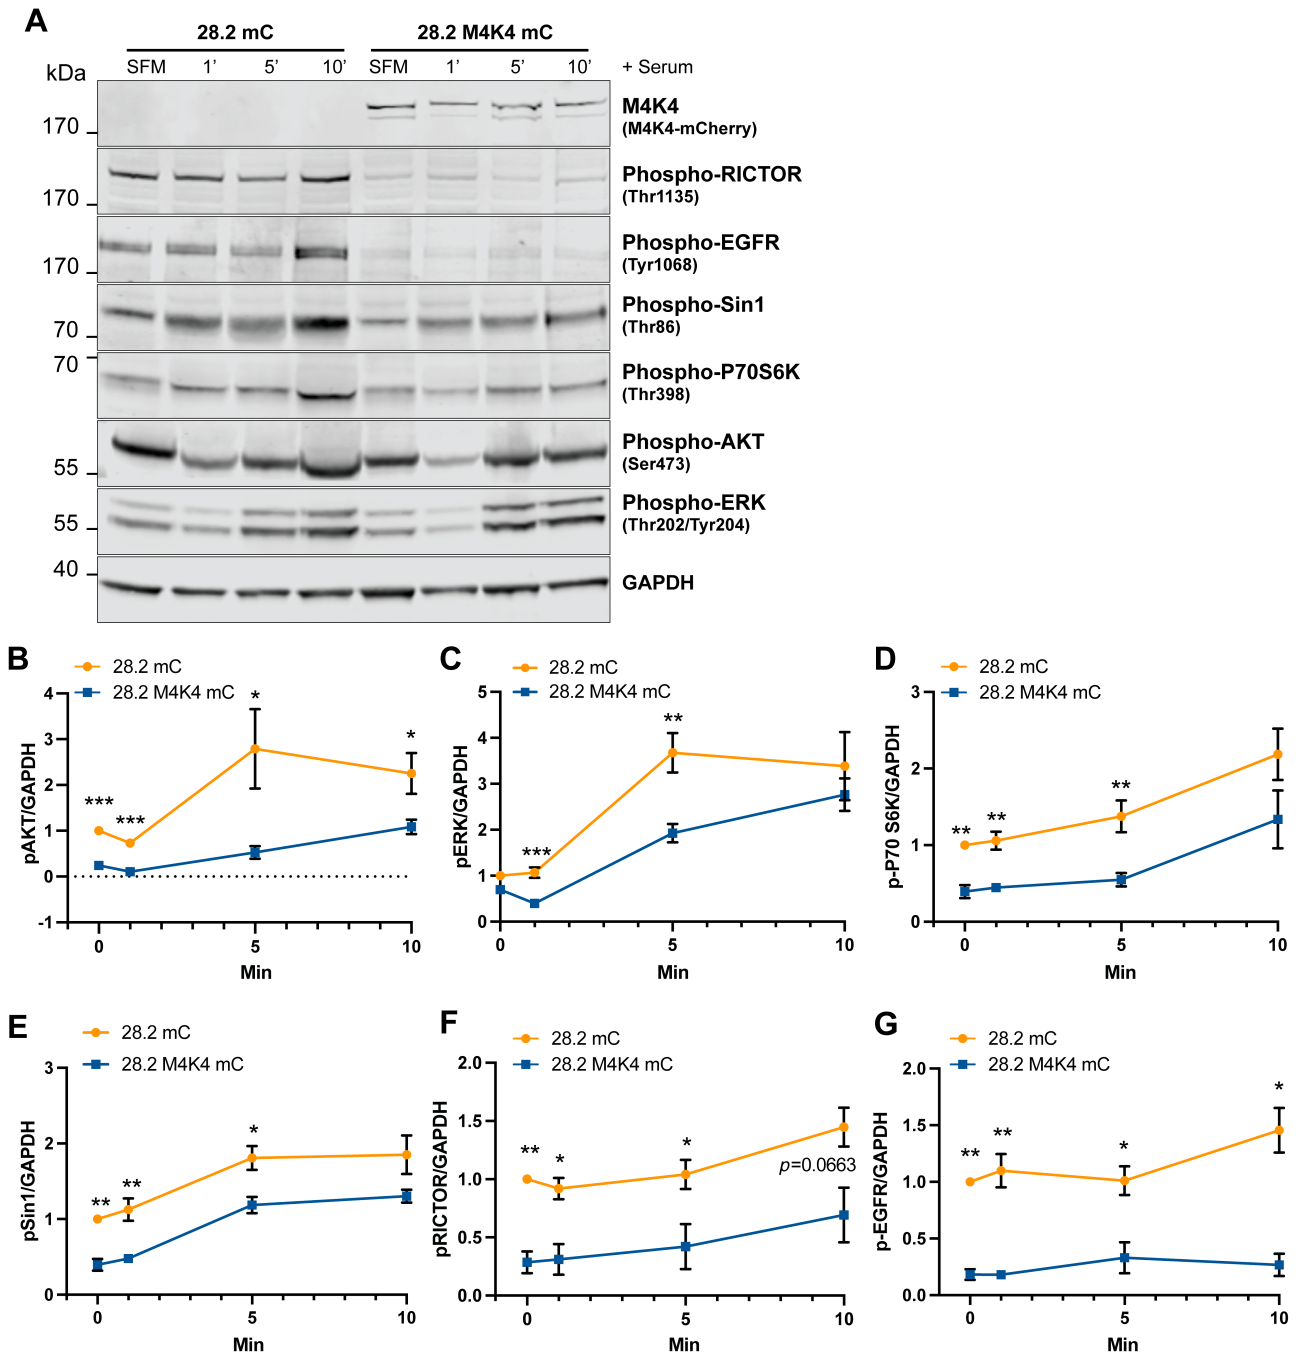 A
28.2 mC 28.2 M4K4 mC
kDa SFM 1' 5' 10' SFM 1' 5' 10' + Serum
M4K4
(M4K4-mCherry)
170
Phospho-RICTOR
(Thr1135)
170
Phospho-EGFR
(Tyr1068)
170
Phospho-Sin1
(Thr86)
70
70
Phospho-P70S6K
(Thr398)
Phospho-AKT
(Ser473)
55
Phospho-ERK
(Thr202/Tyr204)
55
40
GAPDH
B
28.2 mC
28.2 M4K4 mC
pAKT/GAPDH
4
3
2
1
0
-1
*** *** * *
0 5 10
Min
C
28.2 mC
28.2 M4K4 mC
pERK/GAPDH
5
4
3
2
1
0
*** **
0 5 10
Min
D
28.2 mC
28.2 M4K4 mC
p-P70 S6K/GAPDH
3
2
1
0
** ** **
0 5 10
Min
E
28.2 mC
28.2 M4K4 mC
pSin1/GAPDH
3
2
1
0
** ** *
0 5 10
Min
F
28.2 mC
28.2 M4K4 mC
pRICTOR/GAPDH
2.0
1.5
1.0
0.5
0.0
** * *
p=0.0663
0 5 10
Min
G
28.2 mC
28.2 M4K4 mC
p-EGFR/GAPDH
2.0
1.5
1.0
0.5
0.0
** ** * *
0 5 10
Min